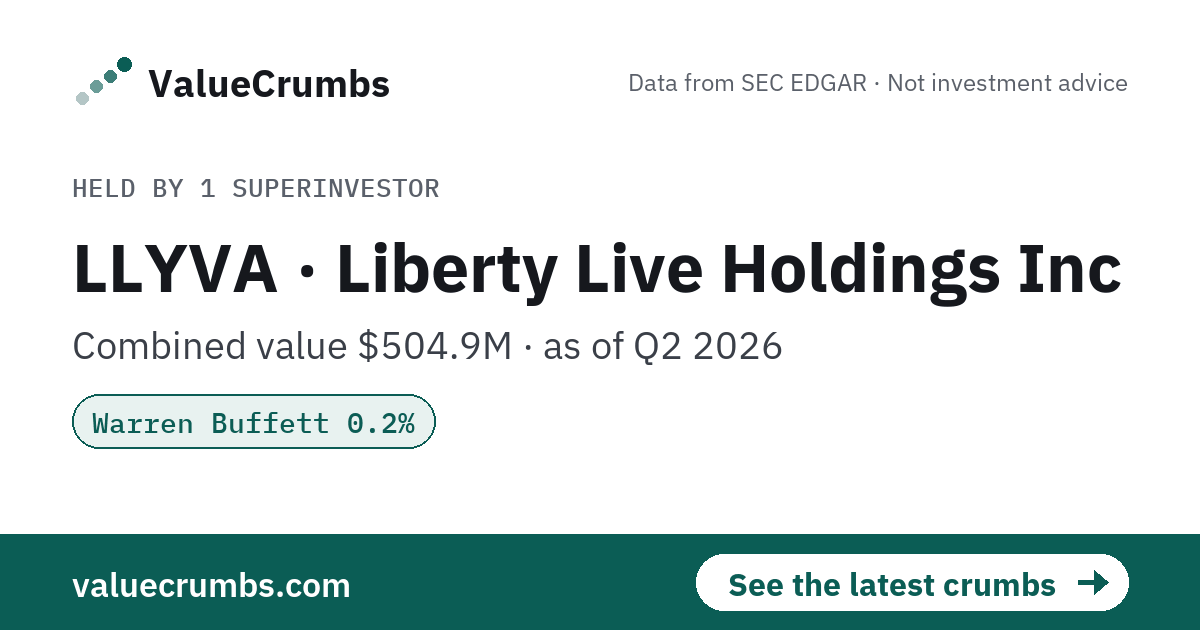 ValueCrumbs
Data from SEC EDGAR · Not investment advice
HELD BY 1 SUPERINVESTOR
LLYVA · Liberty Live Holdings Inc
Combined value $504.9M · as of Q2 2026
Warren Buffett 0.2%
valuecrumbs.com
See the latest crumbs →